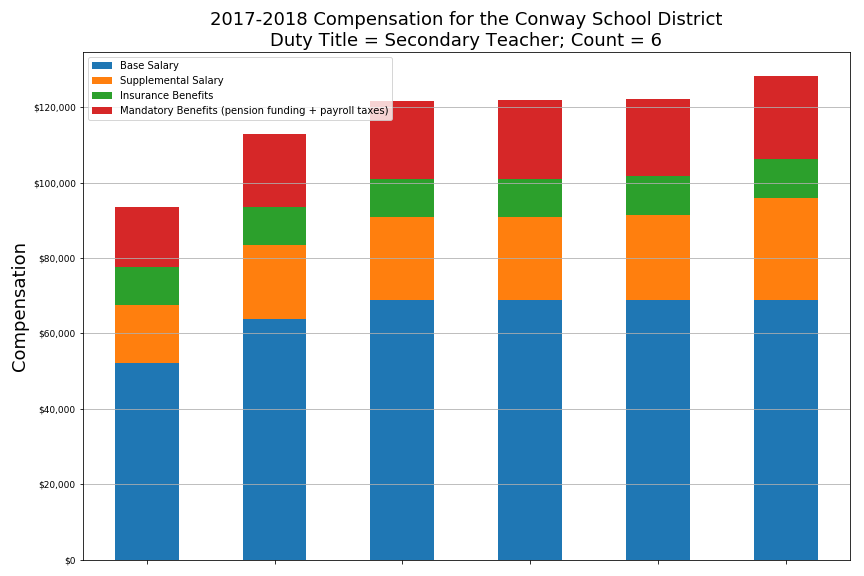 2017-2018 Compensation for the Conway School District
Duty Title = Secondary Teacher; Count = 6
Base Salary
Supplemental Salary
Insurance Benefits
Mandatory Benefits (pension funding + payroll taxes)
$120,000
$100,000
$80,000
$60,000
$40,000
$20,000
$0
Compensation